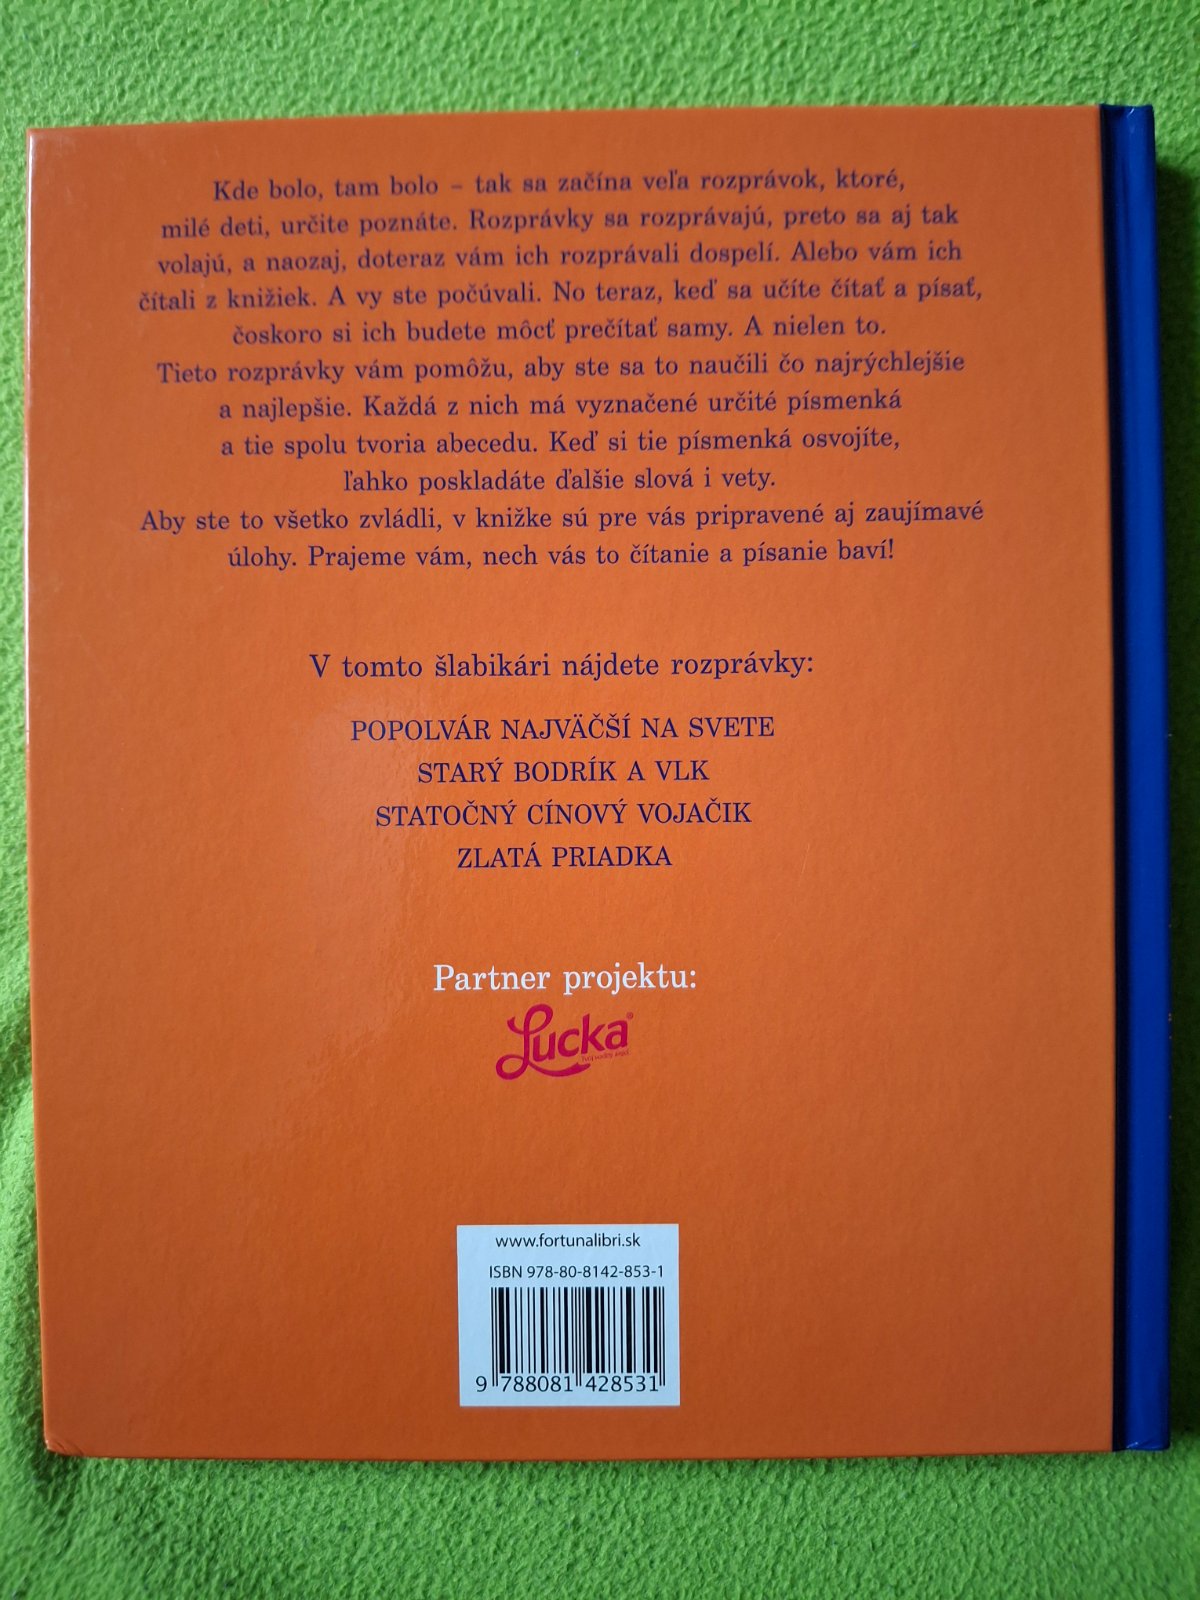 Kde bolo, tam bolo – tak sa začína veľa rozprávok, ktoré,
milé deti, určite poznáte. Rozprávky sa rozprávajú, preto sa aj tak
volajú, a naozaj, doteraz vám ich rozprávali dospelí. Alebo vám ich
čítali z knižiek. A vy ste počúvali. No teraz, keď sa učíte čítať a písať,
čoskoro si ich budete môcť prečítať samy. A nielen to.
Tieto rozprávky vám pomôžu, aby ste sa to naučili čo najrýchlejšie
a najlepšie. Každá z nich má vyznačené určité písmenká
a tie spolu tvoria abecedu. Keď si tie písmenká osvojíte,
ľahko poskladáte ďalšie slová i vety.
Aby ste to všetko zvládli, v knižke sú pre vás pripravené aj zaujímavé
úlohy. Prajeme vám, nech vás to čítanie a písanie baví!
V tomto šlabikári nájdete rozprávky:
POPOLVÁR NAJVÄČŠÍ NA SVETE
STARÝ BODRÍK A VLK
STATOČNÝ CÍNOVÝ VOJAČIK
ZLATÁ PRIADKA
Partner projektu:
Lucka®
www.fortunalibri.sk
ISBN 978-80-8142-853-1
9 788081 428531